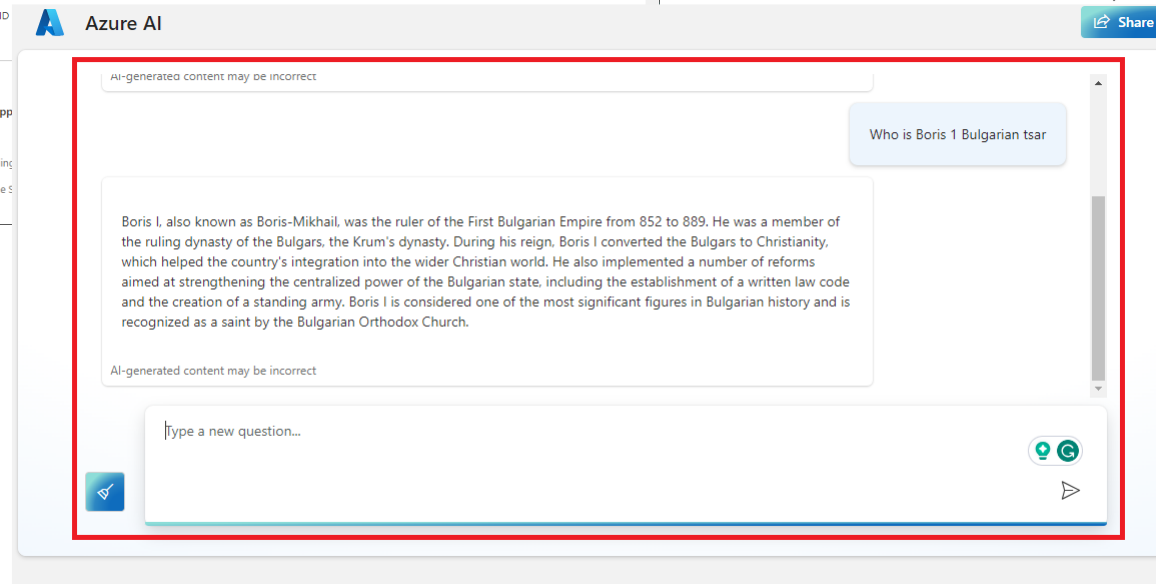 ID
Azure AI
Share
AI-generated content may be incorrect
pp
Who is Boris 1 Bulgarian tsar
ing
e S
Boris I, also known as Boris-Mikhail, was the ruler of the First Bulgarian Empire from 852 to 889. He was a member of
the ruling dynasty of the Bulgars, the Krum's dynasty. During his reign, Boris I converted the Bulgars to Christianity,
which helped the country's integration into the wider Christian world. He also implemented a number of reforms
aimed at strengthening the centralized power of the Bulgarian state, including the establishment of a written law code
and the creation of a standing army. Boris I is considered one of the most significant figures in Bulgarian history and is
recognized as a saint by the Bulgarian Orthodox Church.
AI-generated content may be incorrect
Type a new question...